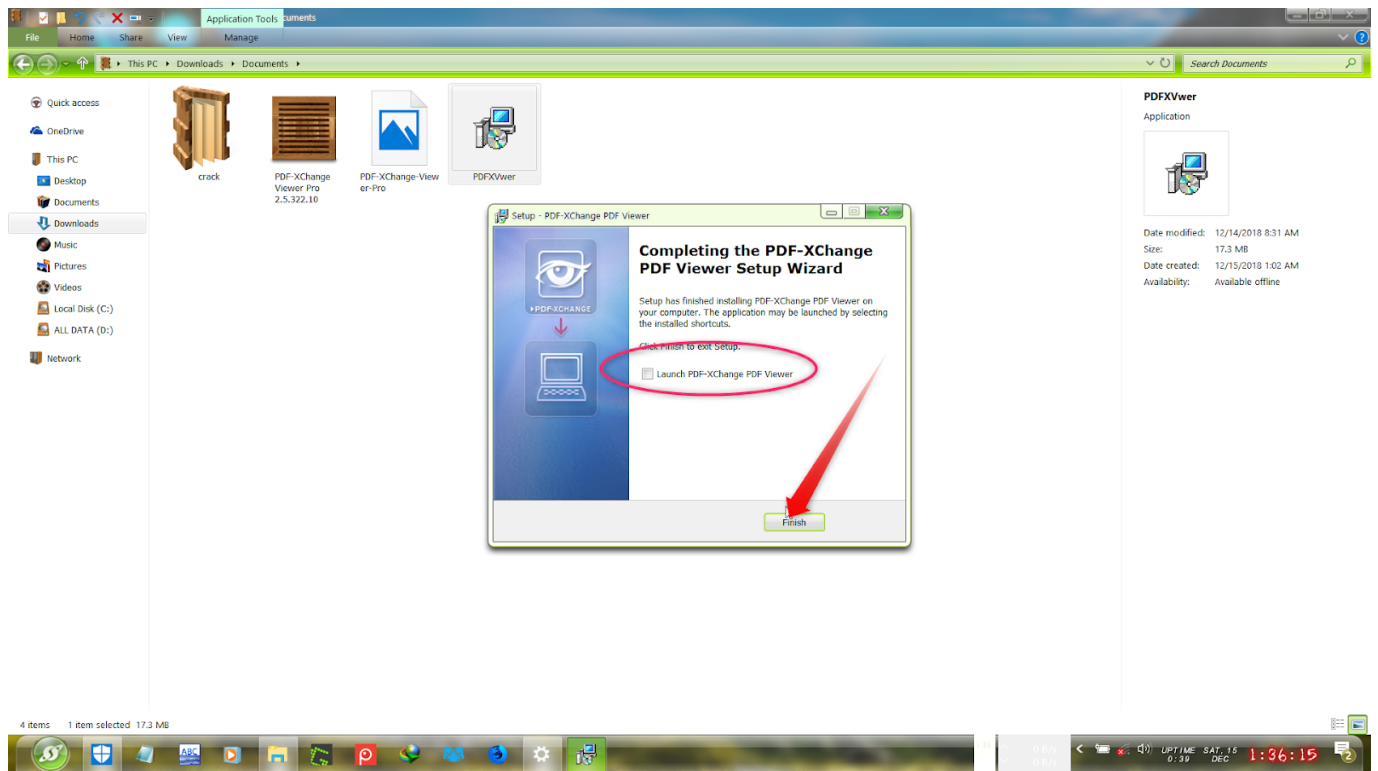 Application Tools
cuments
File
Home
Share
View
Manage
This PC
Downloads
Documents
Search Documents
Quick access
OneDrive
This PC
Desktop
Documents
Downloads
Music
Pictures
Videos
Local Disk (C:)
ALL DATA (D:)
Network
crack
PDF-XChange
Viewer Pro
2.5.322.10
PDF-XChange-View
er-Pro
PDFXVwer
Setup - PDF-XChange PDF Viewer
PDF-XCHANGE
Completing the PDF-XChange
PDF Viewer Setup Wizard
Setup has finished installing PDF-XChange PDF Viewer on
your computer. The application may be launched by selecting
the installed shortcuts.
Click Finish to exit Setup.
Launch PDF-XChange PDF Viewer
Finish
PDFXVwer
Application
Date modified: 12/14/2018 8:31 AM
Size: 17.3 MB
Date created: 12/15/2018 1:02 AM
Availability: Available offline
4 items 1 item selected 17.3 MB
ABC
0 B/s
0 B/s
UPTIME SAT, 15
0:39 DEC
1:36:15
2